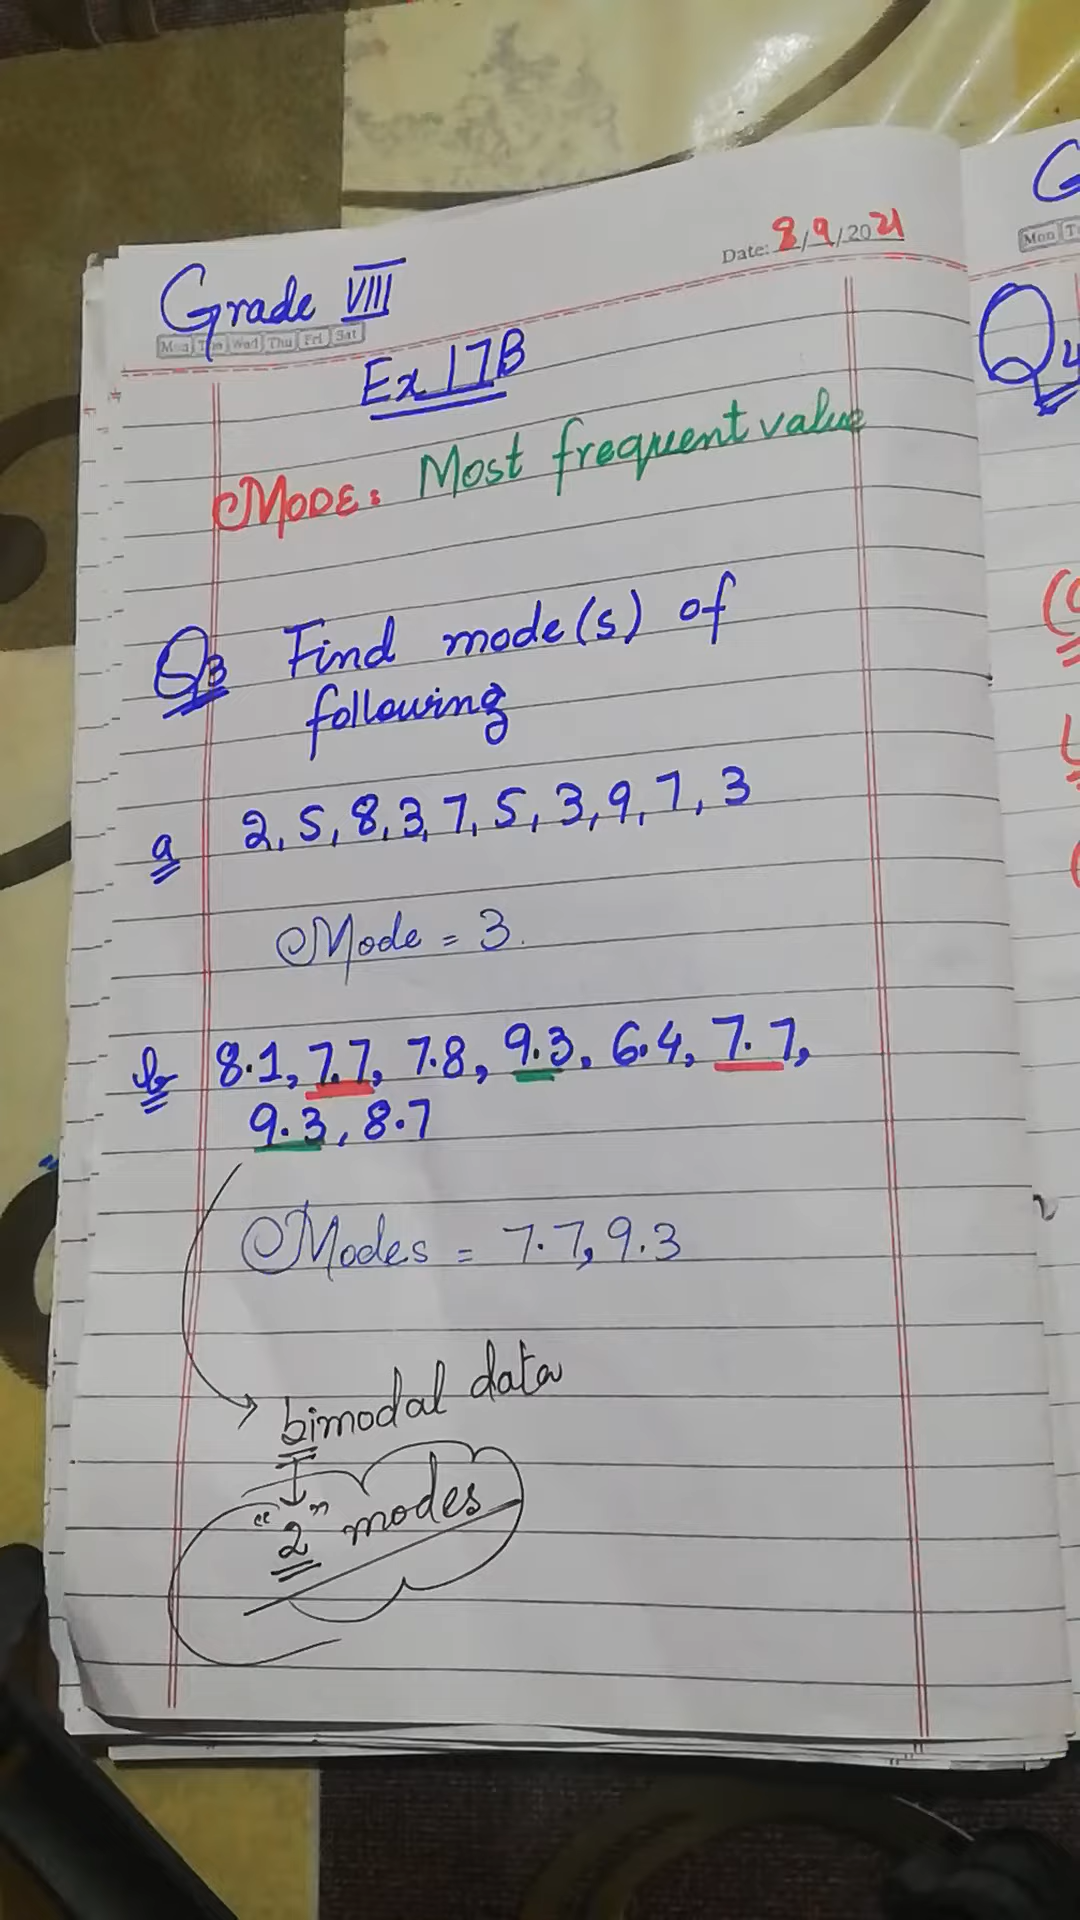 Date: 8/9/2021
Grade VIII
Mon Tue Wed Thu Fri Sat
Ex 17B
MODE: Most frequent value
Q3 Find mode(s) of
following
a 2, 5, 8, 3, 7, 5, 3, 9, 7, 3
Mode = 3.
b 8.1, 7.7, 7.8, 9.3, 6.4, 7.7,
9.3, 8.7
Modes = 7.7, 9.3
bimodal data
"2" modes
G
Mon
Q4